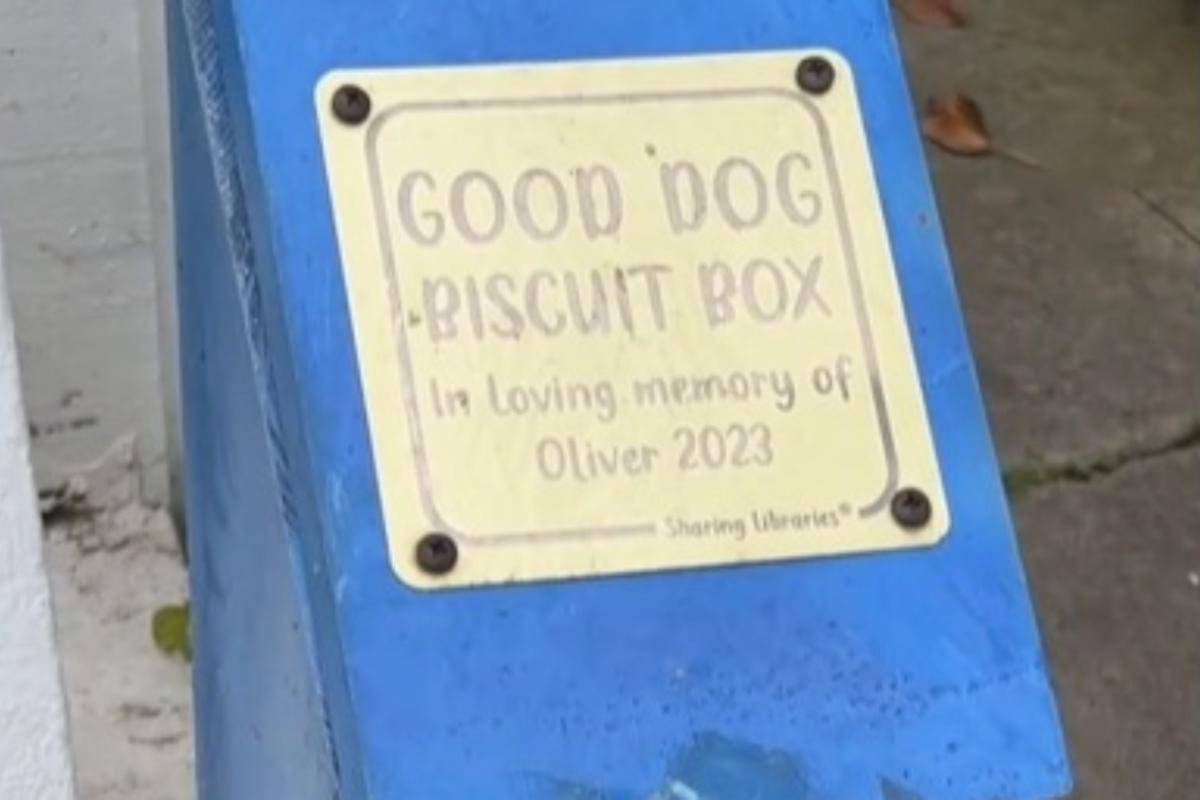 GOOD DOG
BISCUIT BOX
In loving memory of
Oliver 2023
Sharing Libraries®